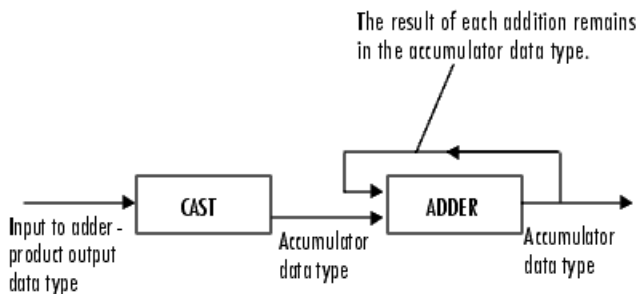 The result of each addition remains
in the accumulator data type.
CAST
ADDER
Input to adder-
product output
data type
Accumulator
data type
Accumulator
data type